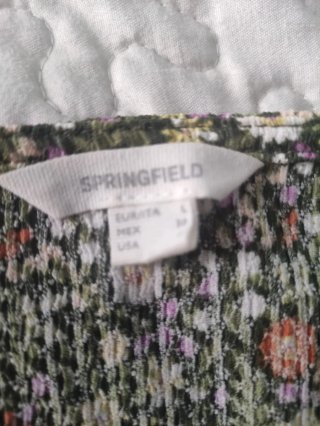 SPRINGFIELD
EUR/ITA L
MEX
USA